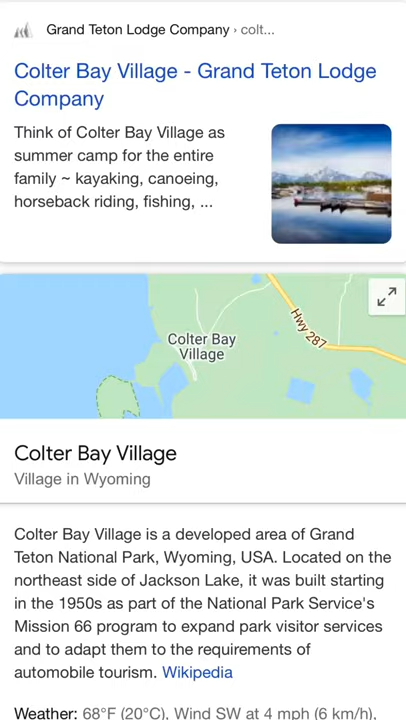 Grand Teton Lodge Company › colt...
Colter Bay Village - Grand Teton Lodge
Company
Think of Colter Bay Village as
summer camp for the entire
family ~ kayaking, canoeing,
horseback riding, fishing, ...
Hwy 287
Colter Bay
Village
Colter Bay Village
Village in Wyoming
Colter Bay Village is a developed area of Grand
Teton National Park, Wyoming, USA. Located on the
northeast side of Jackson Lake, it was built starting
in the 1950s as part of the National Park Service's
Mission 66 program to expand park visitor services
and to adapt them to the requirements of
automobile tourism. Wikipedia
Weather: 68°F (20°C), Wind SW at 4 mph (6 km/h),